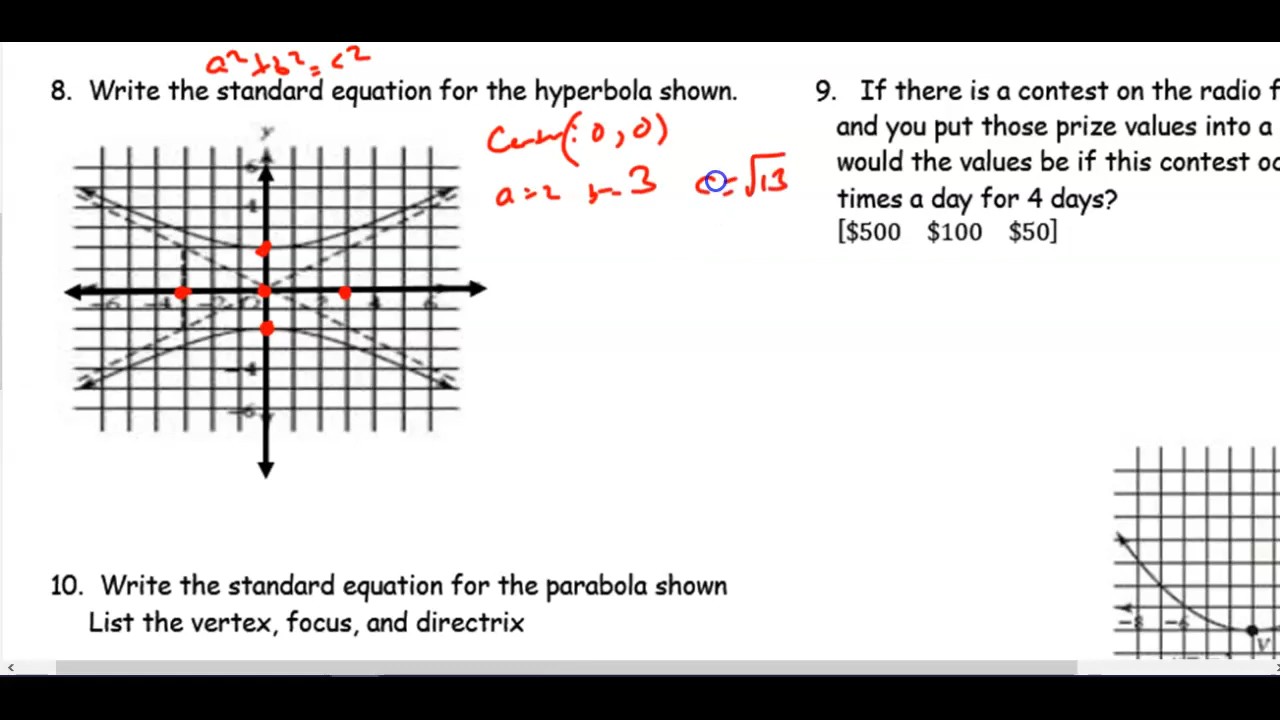 a²+b²=c²
8. Write the standard equation for the hyperbola shown.
Center(: 0, 0)
a=2 b=3 c=√13
y
6
4
-6 -4 -2 2 4 6
-4
-6
9. If there is a contest on the radio f
and you put those prize values into a
would the values be if this contest oc
times a day for 4 days?
[$500 $100 $50]
10. Write the standard equation for the parabola shown
List the vertex, focus, and directrix
-8 -6
V